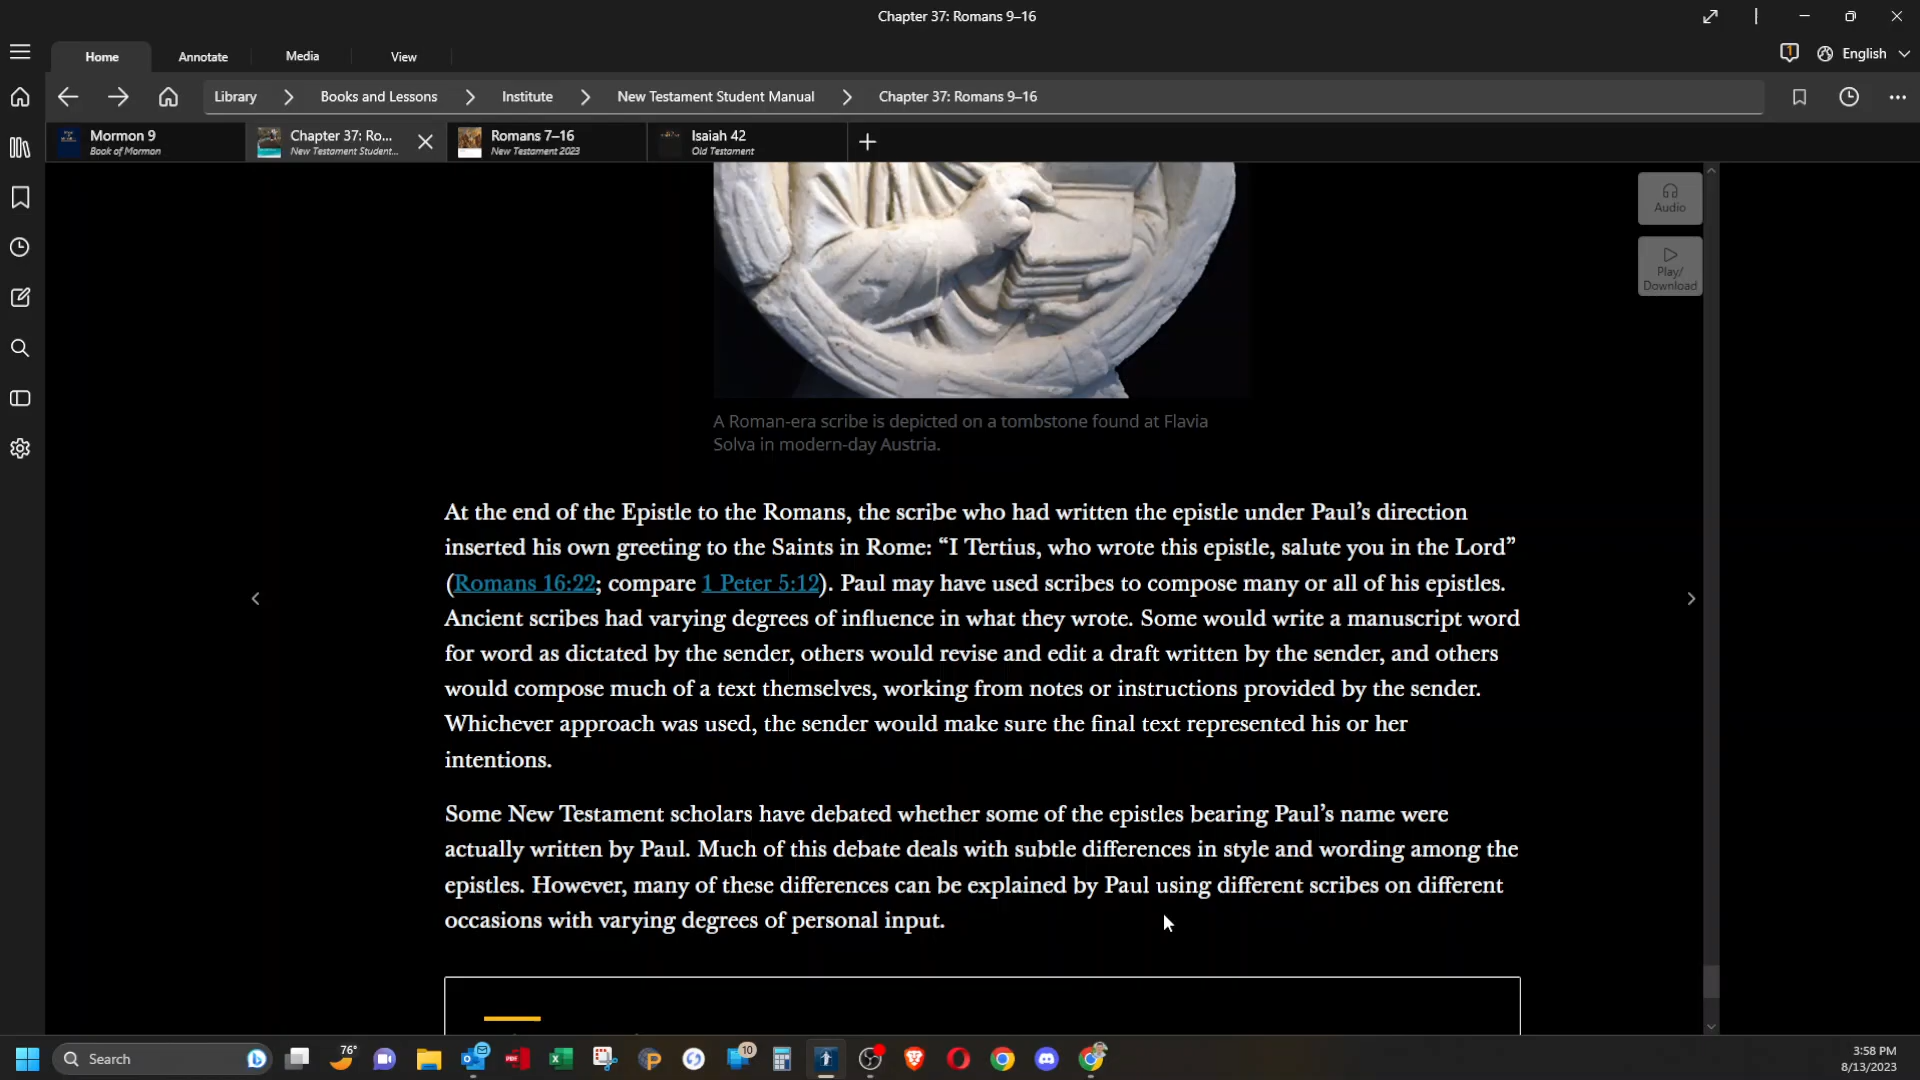 Chapter 37: Romans 9–16
Home
Annotate
Media
View
1
English
Library
Books and Lessons
Institute
New Testament Student Manual
Chapter 37: Romans 9–16
Mormon 9
Book of Mormon
Chapter 37: Ro...
New Testament Student...
Romans 7–16
New Testament 2023
Isaiah 42
Old Testament
Audio
Play/
Download
A Roman-era scribe is depicted on a tombstone found at Flavia
Solva in modern-day Austria.
At the end of the Epistle to the Romans, the scribe who had written the epistle under Paul’s direction
inserted his own greeting to the Saints in Rome: “I Tertius, who wrote this epistle, salute you in the Lord”
(Romans 16:22; compare 1 Peter 5:12). Paul may have used scribes to compose many or all of his epistles.
Ancient scribes had varying degrees of influence in what they wrote. Some would write a manuscript word
for word as dictated by the sender, others would revise and edit a draft written by the sender, and others
would compose much of a text themselves, working from notes or instructions provided by the sender.
Whichever approach was used, the sender would make sure the final text represented his or her
intentions.
Some New Testament scholars have debated whether some of the epistles bearing Paul’s name were
actually written by Paul. Much of this debate deals with subtle differences in style and wording among the
epistles. However, many of these differences can be explained by Paul using different scribes on different
occasions with varying degrees of personal input.
Search
76°
PDF
10
3:58 PM
8/13/2023